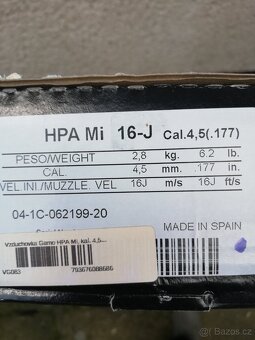 HPA Mi 16-J Cal.4,5(.177)
PESO/WEIGHT 2,8 kg. 6.2 lb.
CAL. 4,5 mm. .177 in.
VEL.INI./MUZZLE. VEL 16J m/s 16J ft/s
04-1C-062199-20
MADE IN SPAIN
Vzduchovka Gamo HPA Mi, kal. 4,5...
VG083 793676088686
© Sbazar.cz